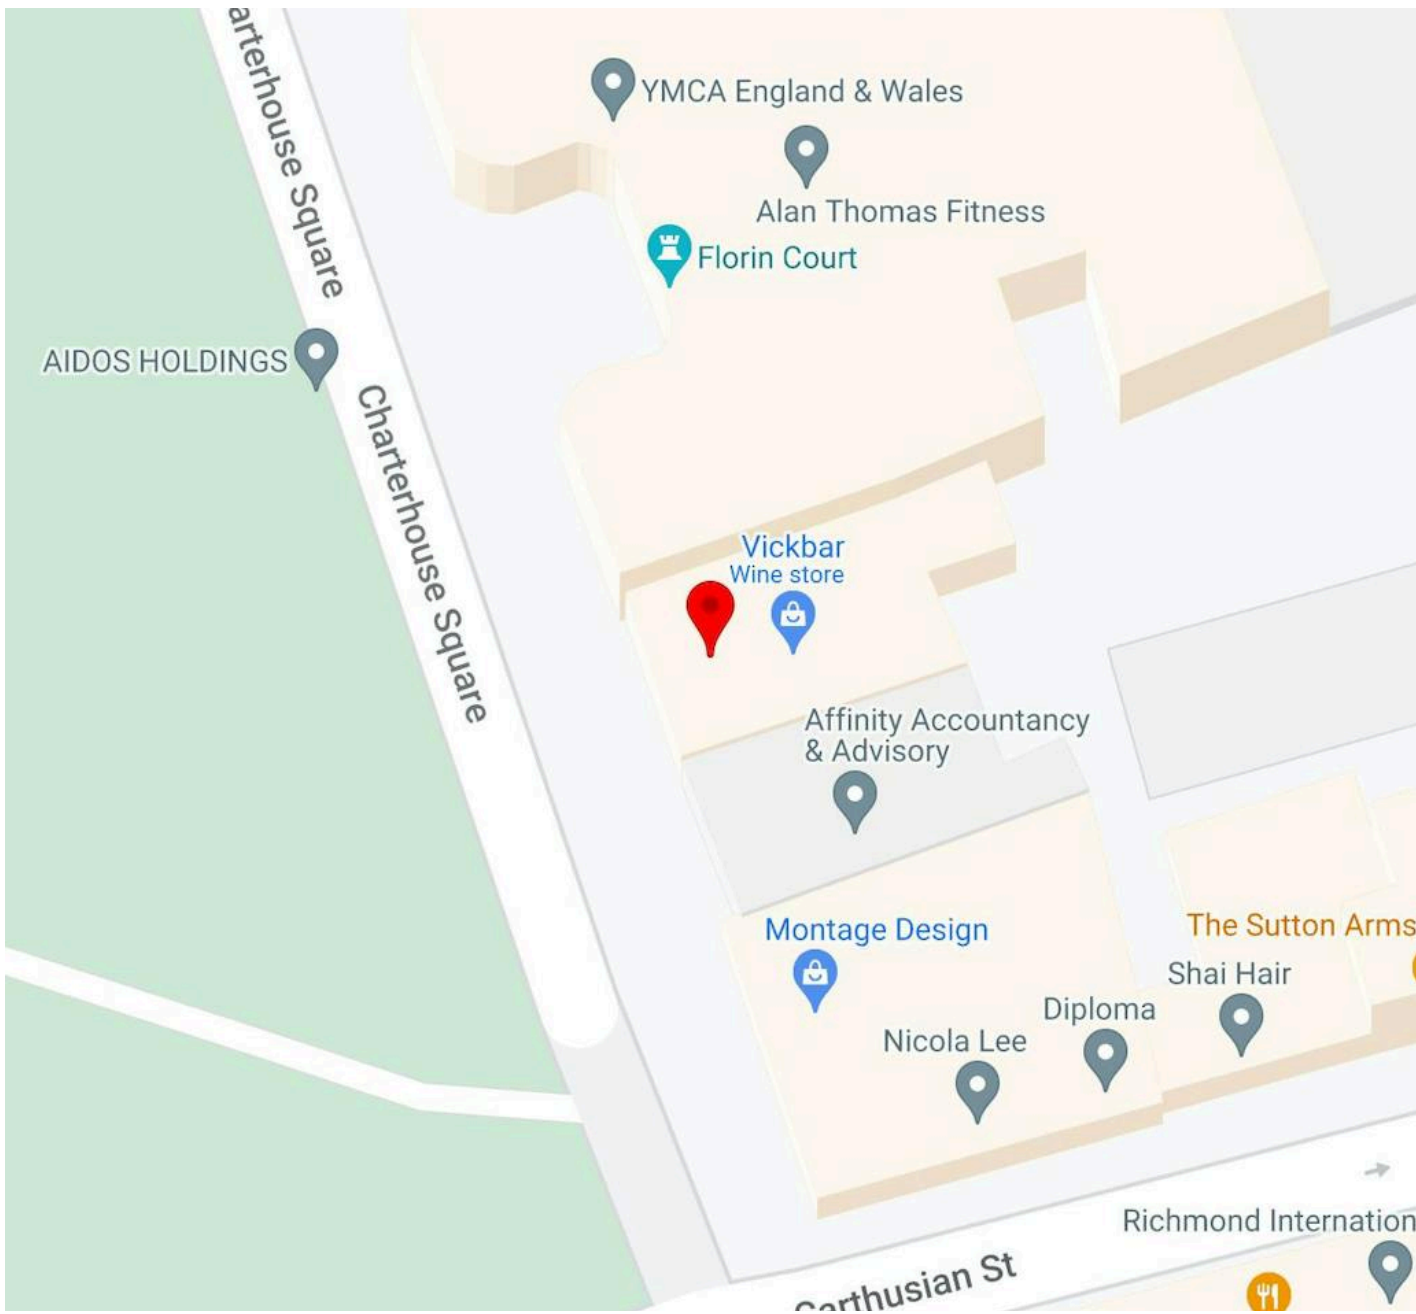 arterhouse Square
YMCA England & Wales
Alan Thomas Fitness
Florin Court
AIDOS HOLDINGS
Charterhouse Square
Vickbar
Wine store
Affinity Accountancy
& Advisory
Montage Design
The Sutton Arms
Shai Hair
Diploma
Nicola Lee
Richmond Internation
Carthusian St